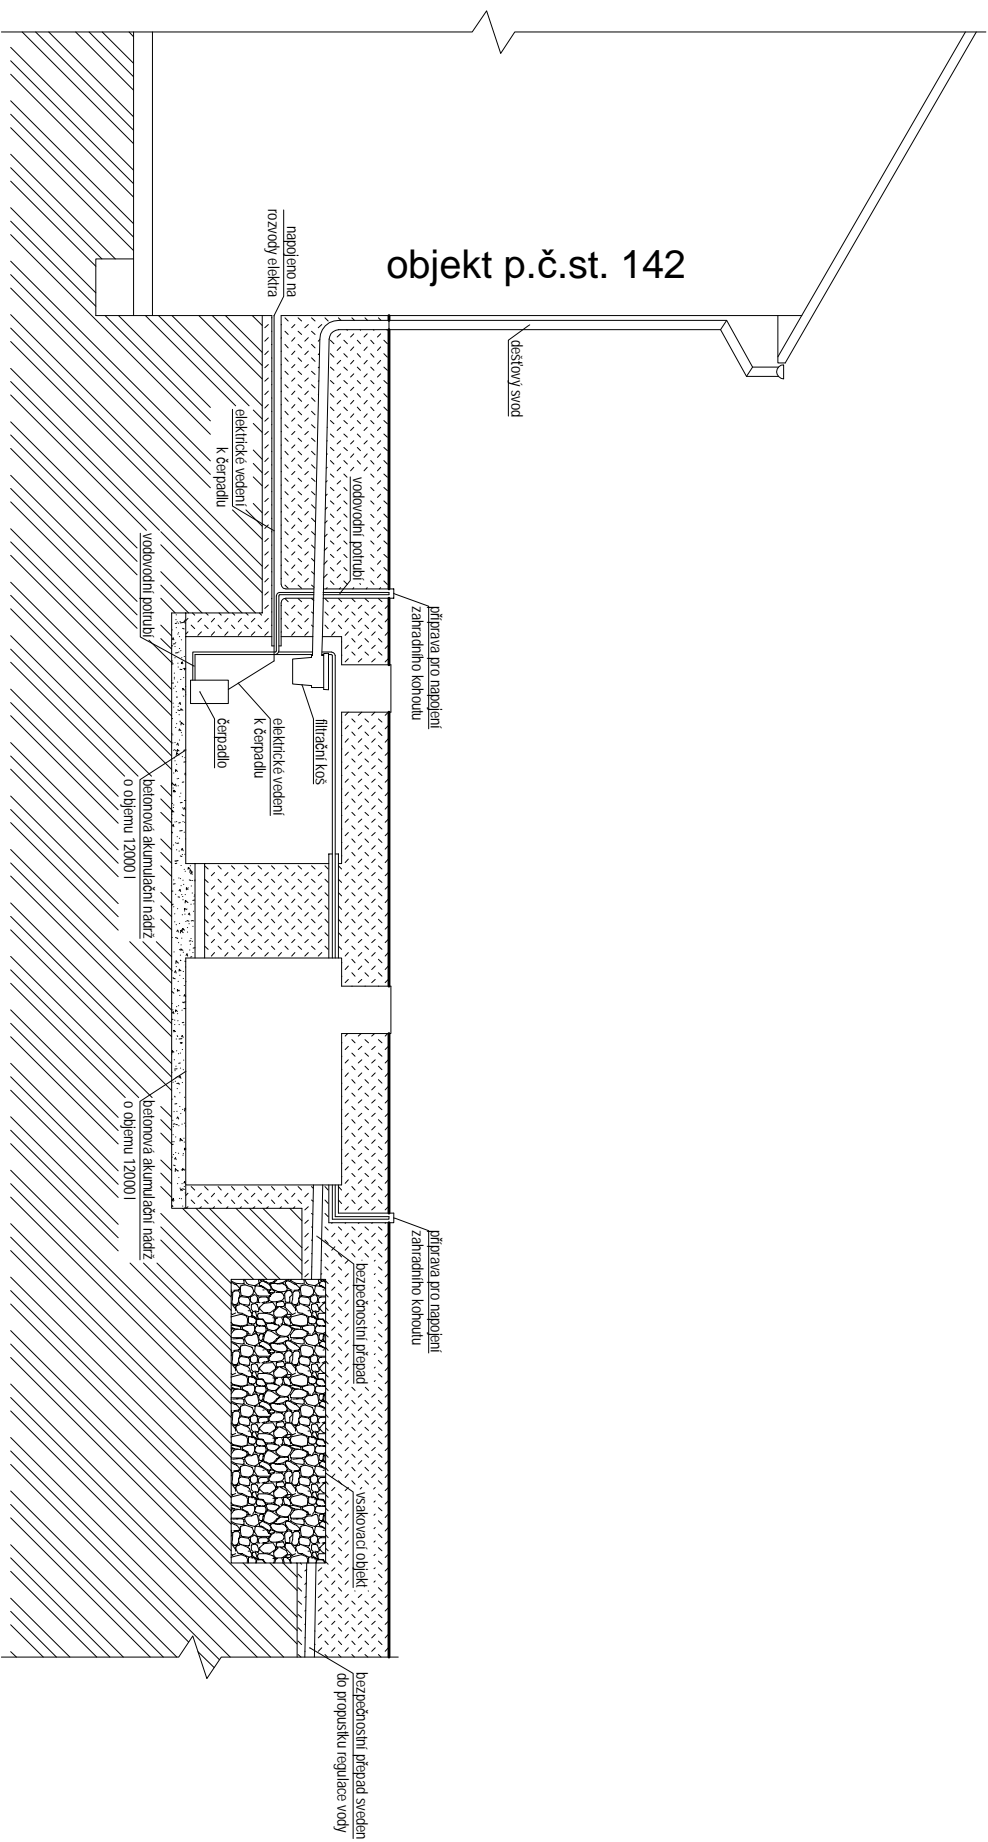 objekt p.č.st. 142
dešťový svod
napojeno na
rozvody elektra
elektrické vedení
k čerpadlu
vodovodní potrubí
vodovodní potrubí
příprava pro napojení
zahradního kohoutu
filtrační koš
elektrické vedení
k čerpadlu
čerpadlo
betonová akumulační nádrž
o objemu 12000 l
betonová akumulační nádrž
o objemu 12000 l
příprava pro napojení
zahradního kohoutu
bezpečnostní přepad
vsakovací objekt
bezpečnostní přepad sveden
do propustku regulace vody